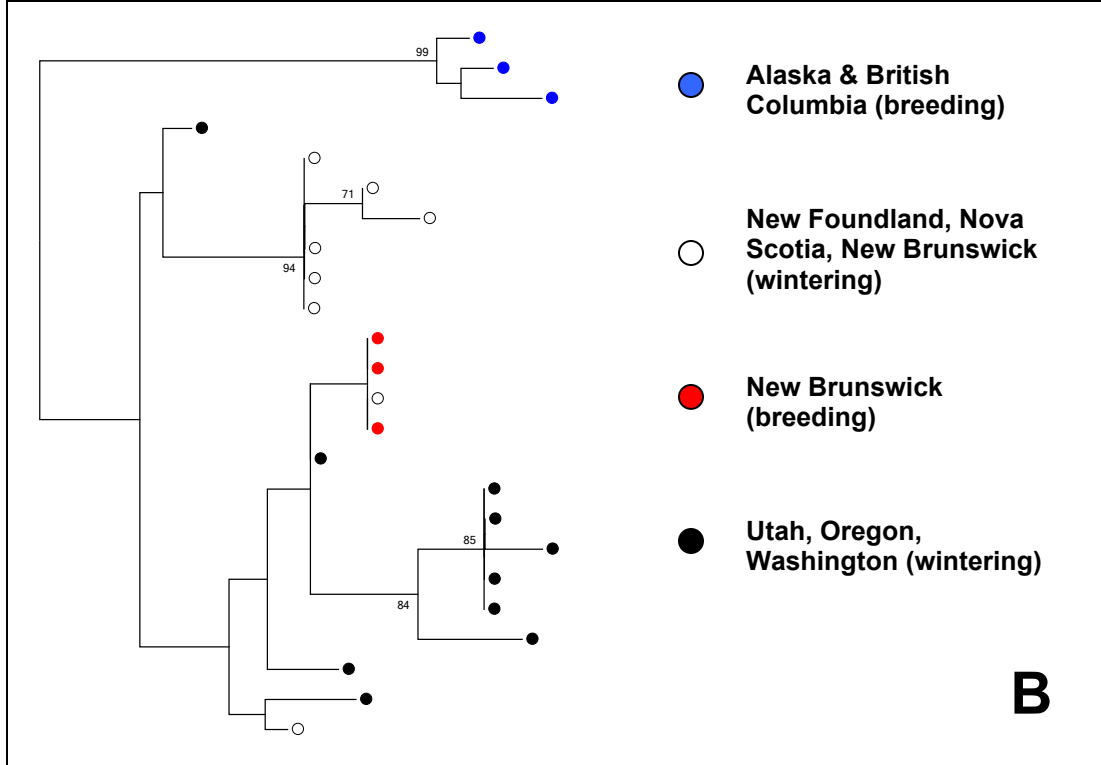 99
Alaska & British
Columbia (breeding)
71
New Foundland, Nova
Scotia, New Brunswick
(wintering)
94
New Brunswick
(breeding)
85
Utah, Oregon,
Washington (wintering)
84
B